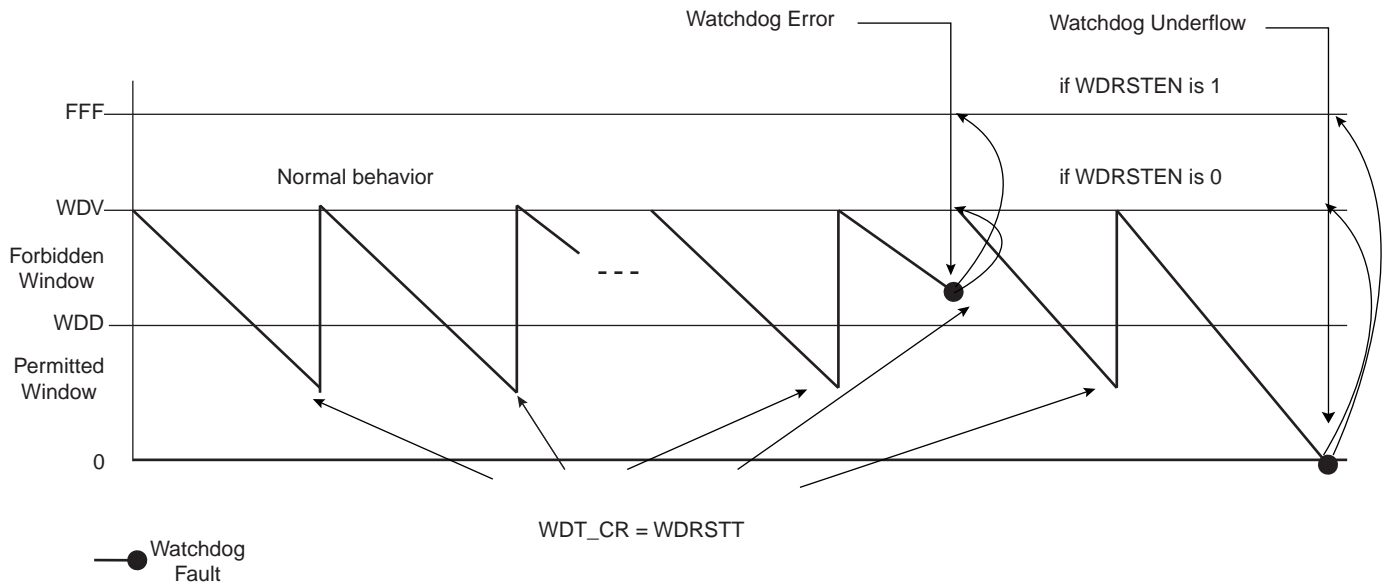 Watchdog Error
Watchdog Underflow
if WDRSTEN is 1
FFF
Normal behavior
if WDRSTEN is 0
WDV
Forbidden
Window
WDD
Permitted
Window
0
WDT_CR = WDRSTT
Watchdog
Fault